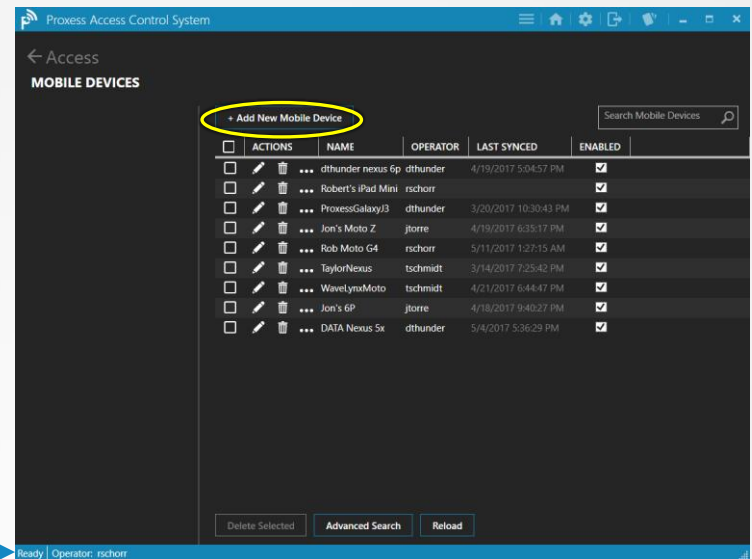 Proxess Access Control System
Access
MOBILE DEVICES
+ Add New Mobile Device
Search Mobile Devices
ACTIONS NAME OPERATOR LAST SYNCED ENABLED
... dthunder nexus 6p dthunder 4/19/2017 5:04:57 PM
... Robert's iPad Mini rschorr
... ProxessGalaxyJ3 dthunder 3/20/2017 10:30:43 PM
... Jon's Moto Z jtorre 4/19/2017 6:35:17 PM
... Rob Moto G4 rschorr 5/11/2017 1:27:15 AM
... TaylorNexus tschmidt 3/14/2017 7:25:42 PM
... WaveLynxMoto tschmidt 4/21/2017 6:44:47 PM
... Jon's 6P jtorre 4/18/2017 9:40:27 PM
... DATA Nexus 5x dthunder 5/4/2017 5:36:29 PM
Delete Selected Advanced Search Reload
Ready Operator: rschorr